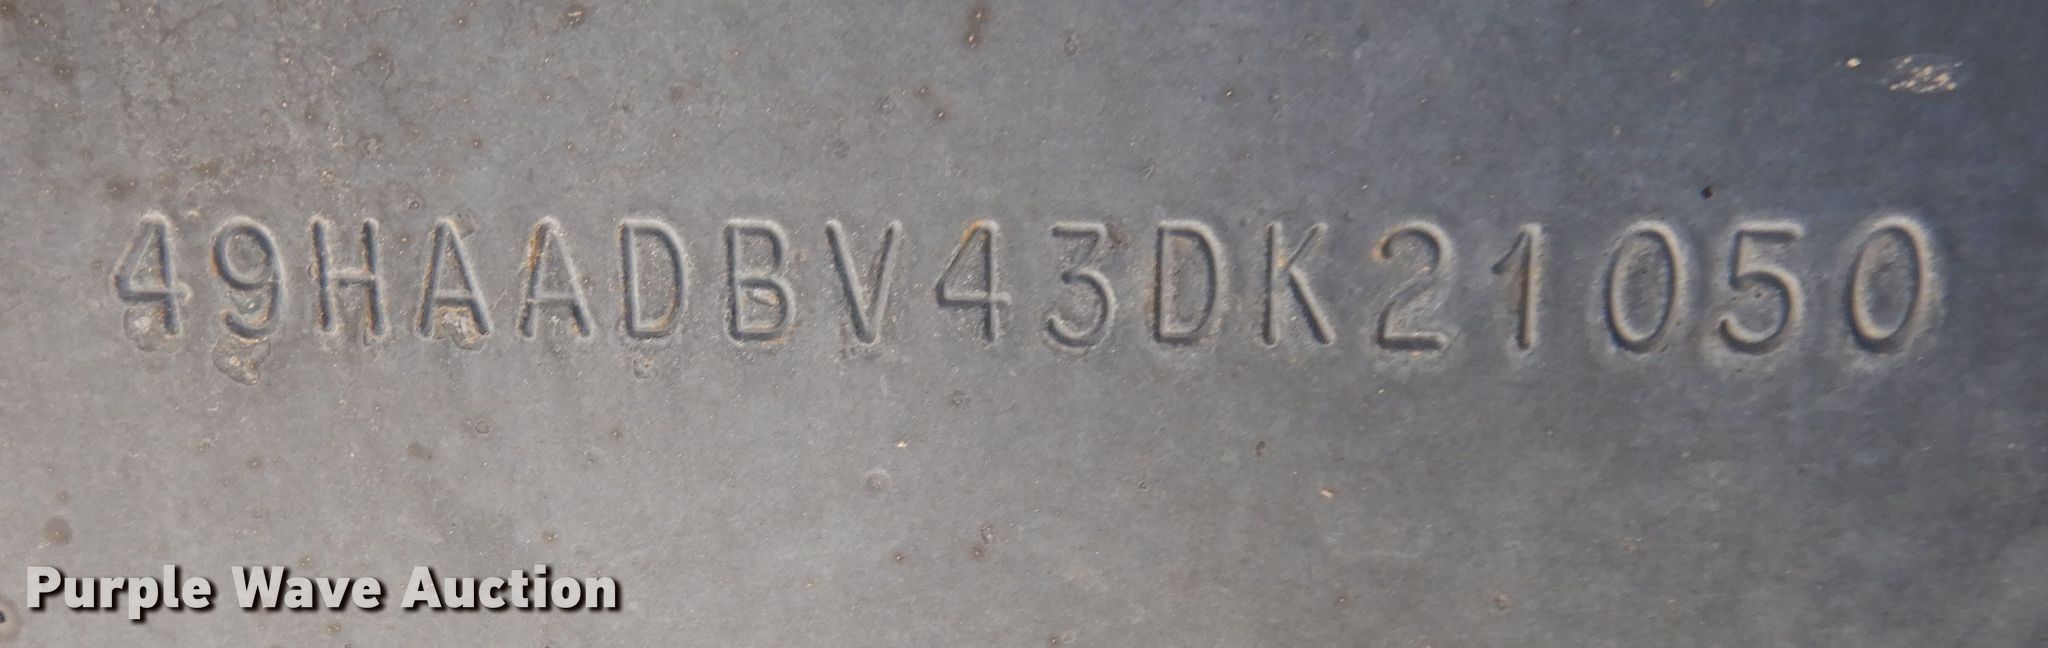 49HAADBV43DK21050
Purple Wave Auction